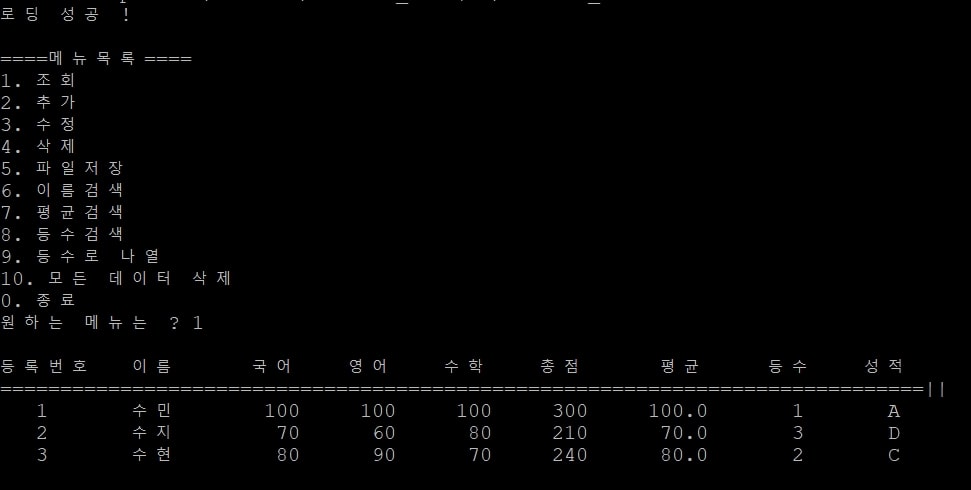 로딩 성공 !
====메뉴목록====
1. 조회
2. 추가
3. 수정
4. 삭제
5. 파일저장
6. 이름검색
7. 평균검색
8. 등수검색
9. 등수로 나열
10. 모든 데이터 삭제
0. 종료
원하는 메뉴는 ? 1
등록번호 이름 국어 영어 수학 총점 평균 등수 성적
=============================================================================||
1 수민 100 100 100 300 100.0 1 A
2 수지 70 60 80 210 70.0 3 D
3 수현 80 90 70 240 80.0 2 C